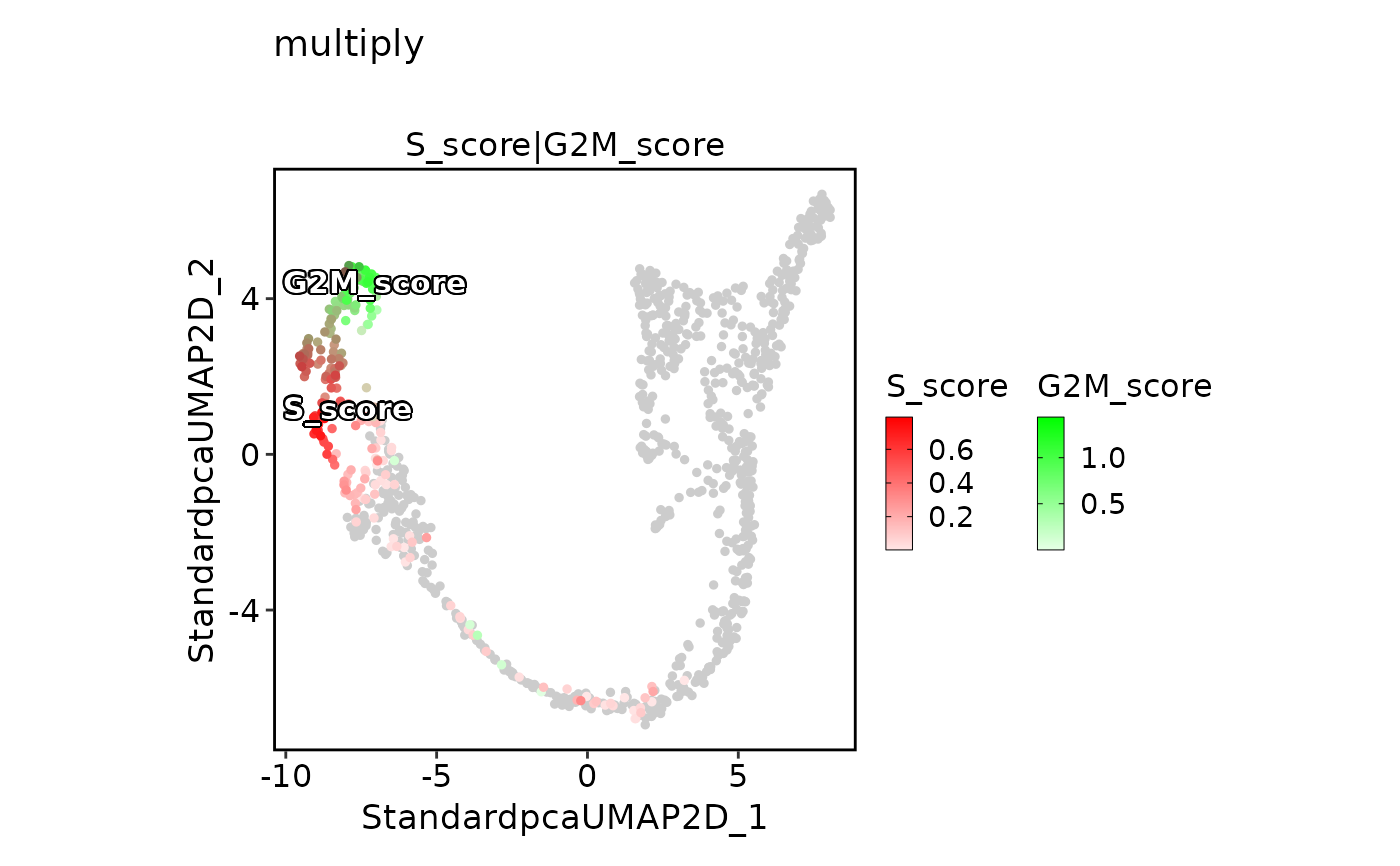 multiply
S_score|G2M_score
G2M_score
S_score
StandardpcaUMAP2D_2
4
0
-4
-10
-5
0
5
StandardpcaUMAP2D_1
S_score
0.6
0.4
0.2
G2M_score
1.0
0.5